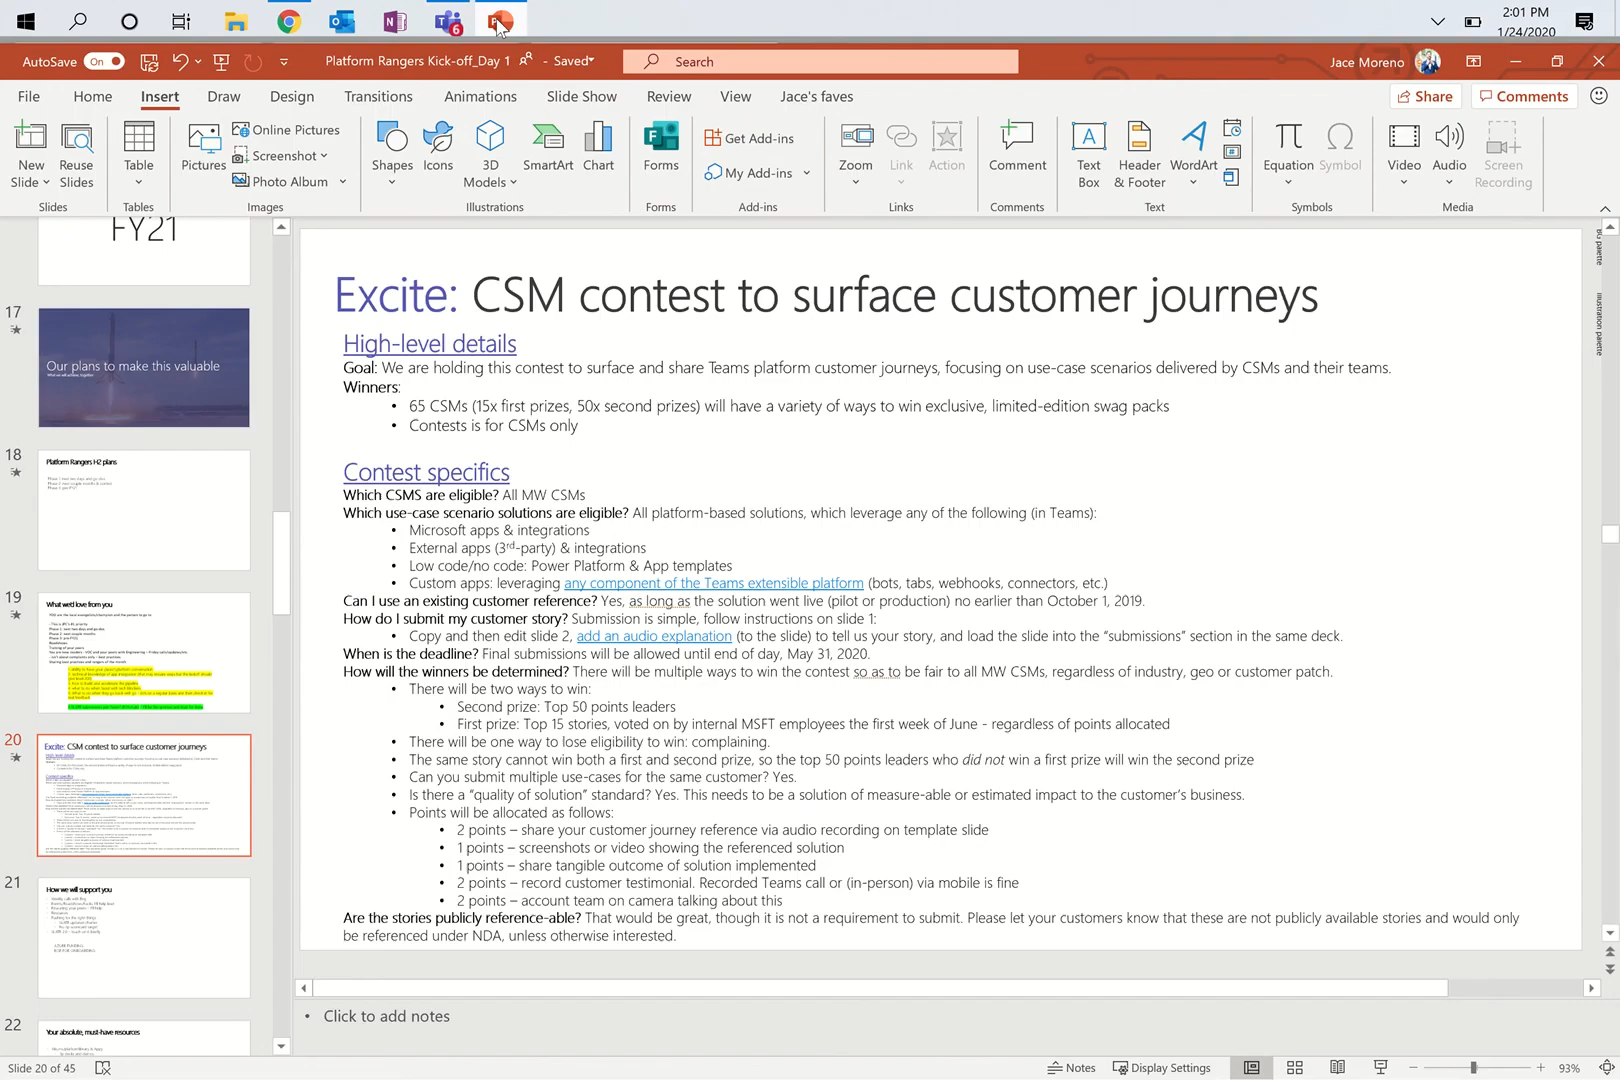 2:01 PM
1/24/2020
6
AutoSave On
Platform Rangers Kick-off_Day 1 - Saved
Search
Jace Moreno
File Home Insert Draw Design Transitions Animations Slide Show Review View Jace's faves
Share Comments
New Slide
Reuse Slides
Slides
Table
Tables
Pictures
Online Pictures
Screenshot
Photo Album
Images
Shapes
Icons
3D Models
SmartArt
Chart
Illustrations
Forms
Forms
Get Add-ins
My Add-ins
Add-ins
Zoom
Link
Action
Links
Comment
Comments
Text Box
Header & Footer
WordArt
Text
Equation
Symbol
Symbols
Video
Audio
Screen Recording
Media
FY21
17
Our plans to make this valuable
18
Platform Rangers H2 plans
19
What we'd love from you
20
Excite: CSM contest to surface customer journeys
21
How we will support you
22
Your absolute, must-have resources
Excite: CSM contest to surface customer journeys
High-level details
Goal: We are holding this contest to surface and share Teams platform customer journeys, focusing on use-case scenarios delivered by CSMs and their teams.
Winners:
• 65 CSMs (15x first prizes, 50x second prizes) will have a variety of ways to win exclusive, limited-edition swag packs
• Contests is for CSMs only
Contest specifics
Which CSMS are eligible? All MW CSMs
Which use-case scenario solutions are eligible? All platform-based solutions, which leverage any of the following (in Teams):
• Microsoft apps & integrations
• External apps (3rd-party) & integrations
• Low code/no code: Power Platform & App templates
• Custom apps: leveraging any component of the Teams extensible platform (bots, tabs, webhooks, connectors, etc.)
Can I use an existing customer reference? Yes, as long as the solution went live (pilot or production) no earlier than October 1, 2019.
How do I submit my customer story? Submission is simple, follow instructions on slide 1:
• Copy and then edit slide 2, add an audio explanation (to the slide) to tell us your story, and load the slide into the “submissions” section in the same deck.
When is the deadline? Final submissions will be allowed until end of day, May 31, 2020.
How will the winners be determined? There will be multiple ways to win the contest so as to be fair to all MW CSMs, regardless of industry, geo or customer patch.
• There will be two ways to win:
• Second prize: Top 50 points leaders
• First prize: Top 15 stories, voted on by internal MSFT employees the first week of June - regardless of points allocated
• There will be one way to lose eligibility to win: complaining.
• The same story cannot win both a first and second prize, so the top 50 points leaders who did not win a first prize will win the second prize
• Can you submit multiple use-cases for the same customer? Yes.
• Is there a “quality of solution” standard? Yes. This needs to be a solution of measure-able or estimated impact to the customer’s business.
• Points will be allocated as follows:
• 2 points – share your customer journey reference via audio recording on template slide
• 1 points – screenshots or video showing the referenced solution
• 1 points – share tangible outcome of solution implemented
• 2 points – record customer testimonial. Recorded Teams call or (in-person) via mobile is fine
• 2 points – account team on camera talking about this
Are the stories publicly reference-able? That would be great, though it is not a requirement to submit. Please let your customers know that these are not publicly available stories and would only
be referenced under NDA, unless otherwise interested.
BG palette
Illustration palette
• Click to add notes
Slide 20 of 45
Notes
Display Settings
93%